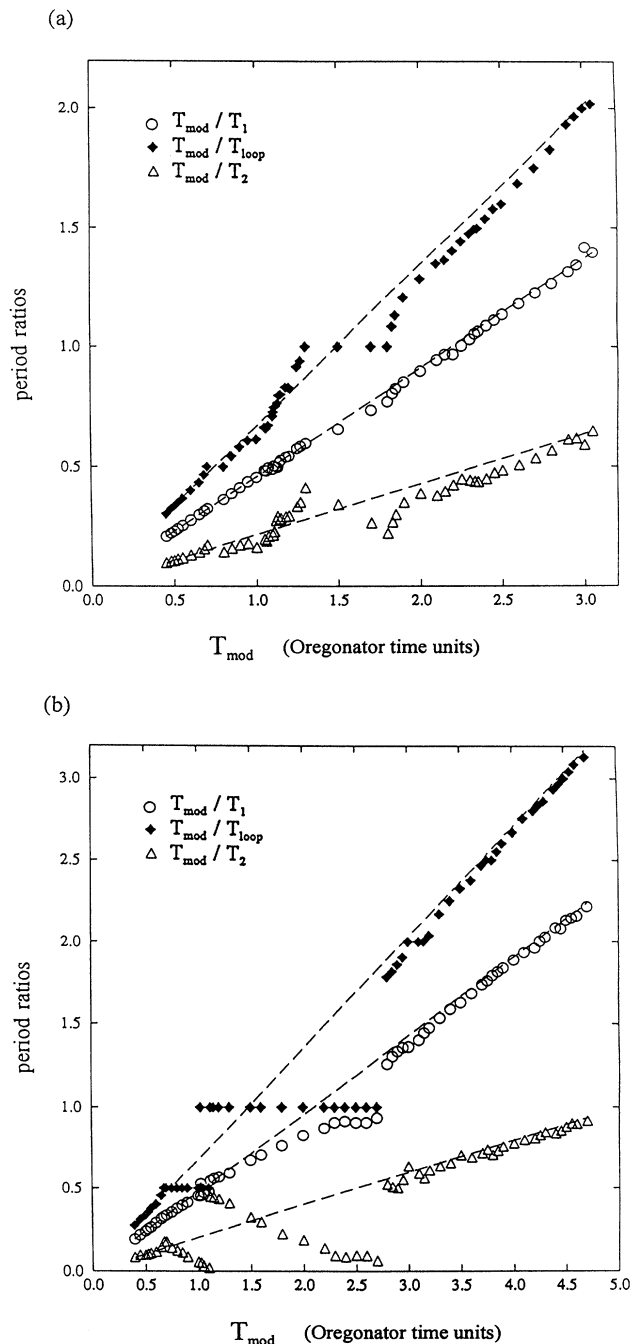 (a)
2.0
1.5
1.0
0.5
0.0
period ratios
T_mod / T_1
T_mod / T_loop
T_mod / T_2
0.0 0.5 1.0 1.5 2.0 2.5 3.0
T_mod (Oregonator time units)
(b)
3.0
2.5
2.0
1.5
1.0
0.5
0.0
period ratios
T_mod / T_1
T_mod / T_loop
T_mod / T_2
0.0 0.5 1.0 1.5 2.0 2.5 3.0 3.5 4.0 4.5 5.0
T_mod (Oregonator time units)